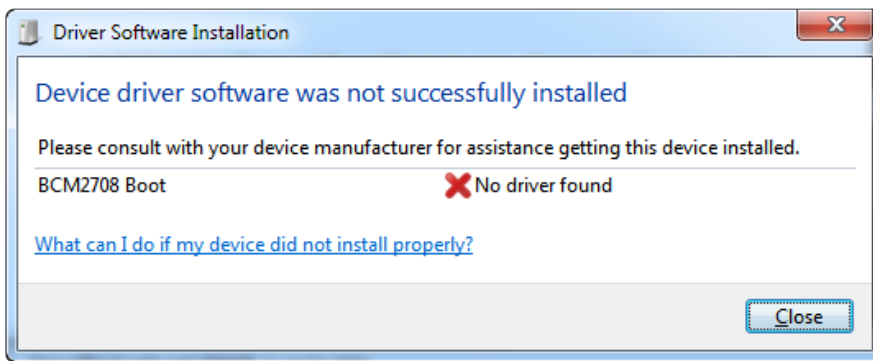 Driver Software Installation
Device driver software was not successfully installed
Please consult with your device manufacturer for assistance getting this device installed.
BCM2708 Boot No driver found
What can I do if my device did not install properly?
Close